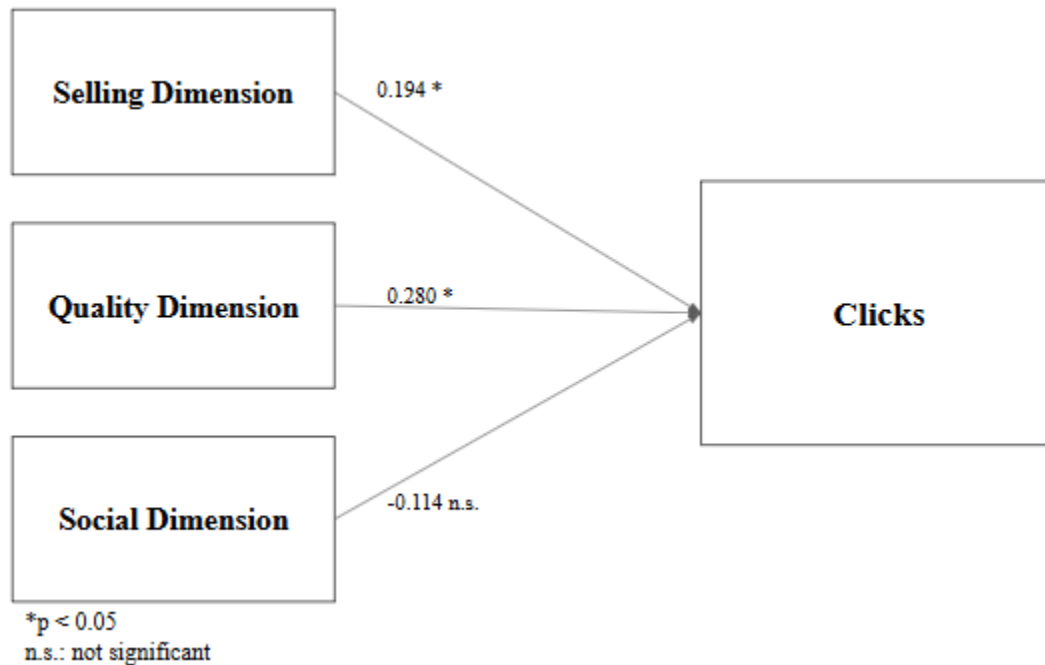 Selling Dimension
0.194 *
Quality Dimension
0.280 *
Clicks
Social Dimension
-0.114 n.s.
*p < 0.05
n.s.: not significant